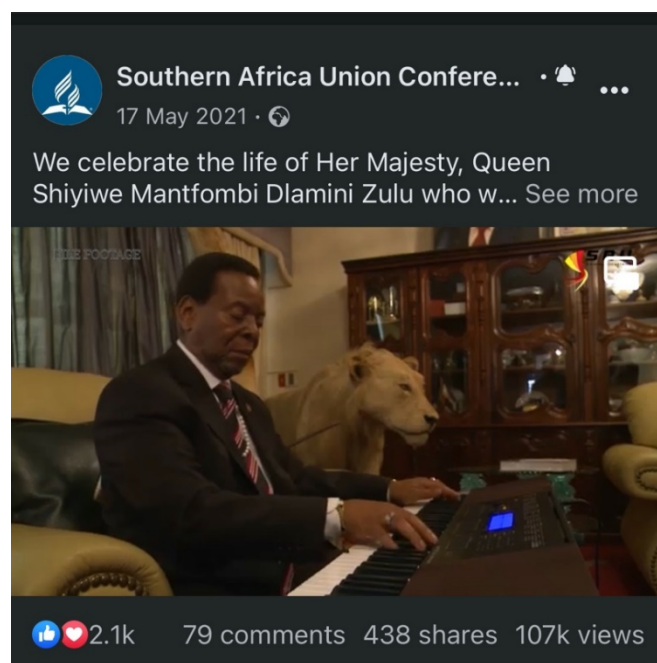 Southern Africa Union Confere... ·
17 May 2021 ·
We celebrate the life of Her Majesty, Queen
Shiyiwe Mantfombi Dlamini Zulu who w... See more
FILE FOOTAGE
2.1k 79 comments 438 shares 107k views